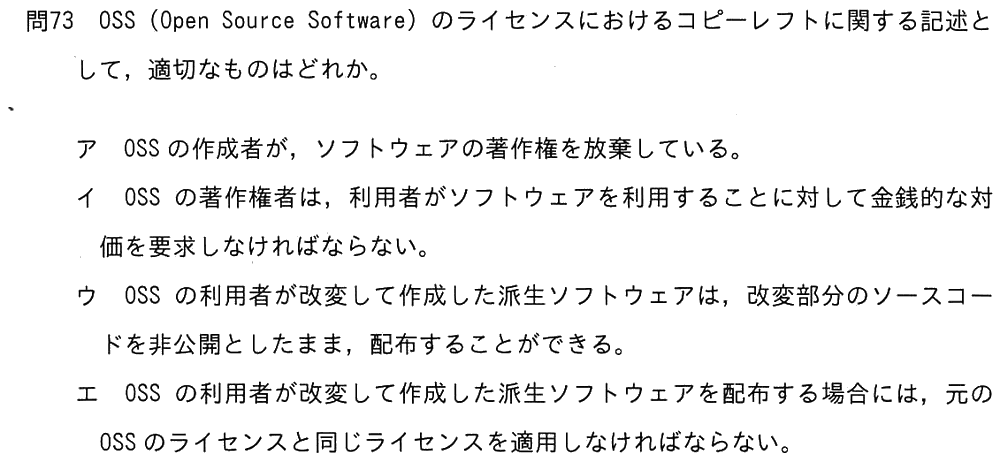 問73 OSS (Open Source Software) のライセンスにおけるコピーレフトに関する記述と
して，適切なものはどれか。
ア OSS の作成者が，ソフトウェアの著作権を放棄している。
イ OSS の著作権者は，利用者がソフトウェアを利用することに対して金銭的な対
価を要求しなければならない。
ウ OSS の利用者が改変して作成した派生ソフトウェアは，改変部分のソースコー
ドを非公開としたまま，配布することができる。
エ OSS の利用者が改変して作成した派生ソフトウェアを配布する場合には，元の
OSS のライセンスと同じライセンスを適用しなければならない。